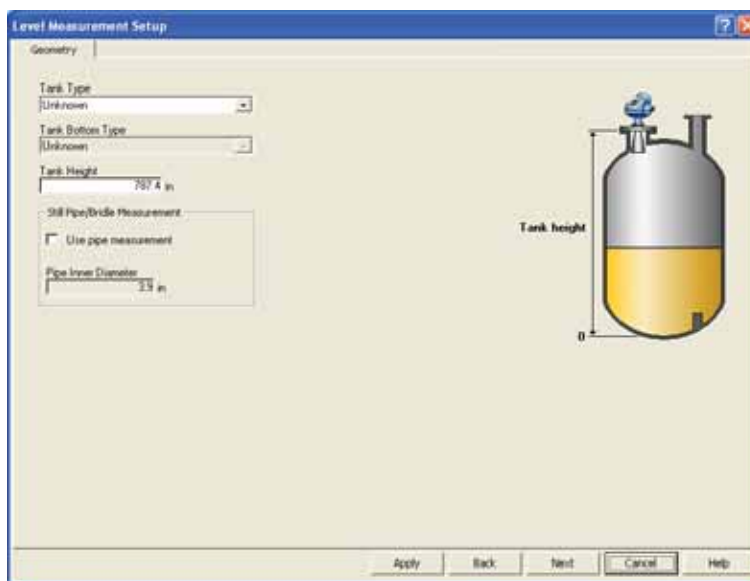 Level Measurement Setup
Geometry
Tank Type
Unknown
Tank Bottom Type
Unknown
Tank Height
787.4 in
Still Pipe/Bridle Measurement
Use pipe measurement
Pipe Inner Diameter
3.9 in
Tank height
0
Apply Back Next Cancel Help